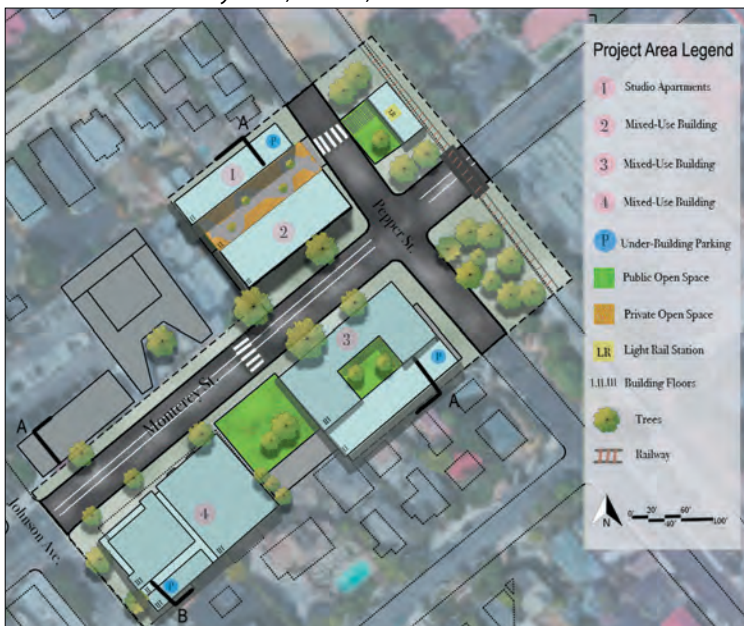 Project Area Legend
1 Studio Apartments
2 Mixed-Use Building
3 Mixed-Use Building
4 Mixed-Use Building
P Under-Building Parking
Public Open Space
Private Open Space
LR Light Rail Station
I.II.III Building Floors
Trees
Railway
N
0' 20' 40' 60' 100'
A
P
1
LR
2
Pepper St.
3
P
A
A
Monterey St.
4
Johnson Ave.
P
B